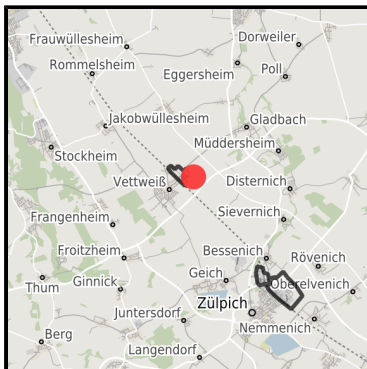 Dorweiler
Frauwüllesheim
Rommelsheim
Eggersheim
Poll
Jakobwüllesheim
Gladbach
Müddersheim
Stockheim
Vettweiß
Disternich
Sievernich
Frangenheim
Froitzheim
Bessenich
Rövenich
Thum
Ginnick
Geich
Oberelvenich
Zülpich
Juntersdorf
Nemmenich
Berg
Langendorf